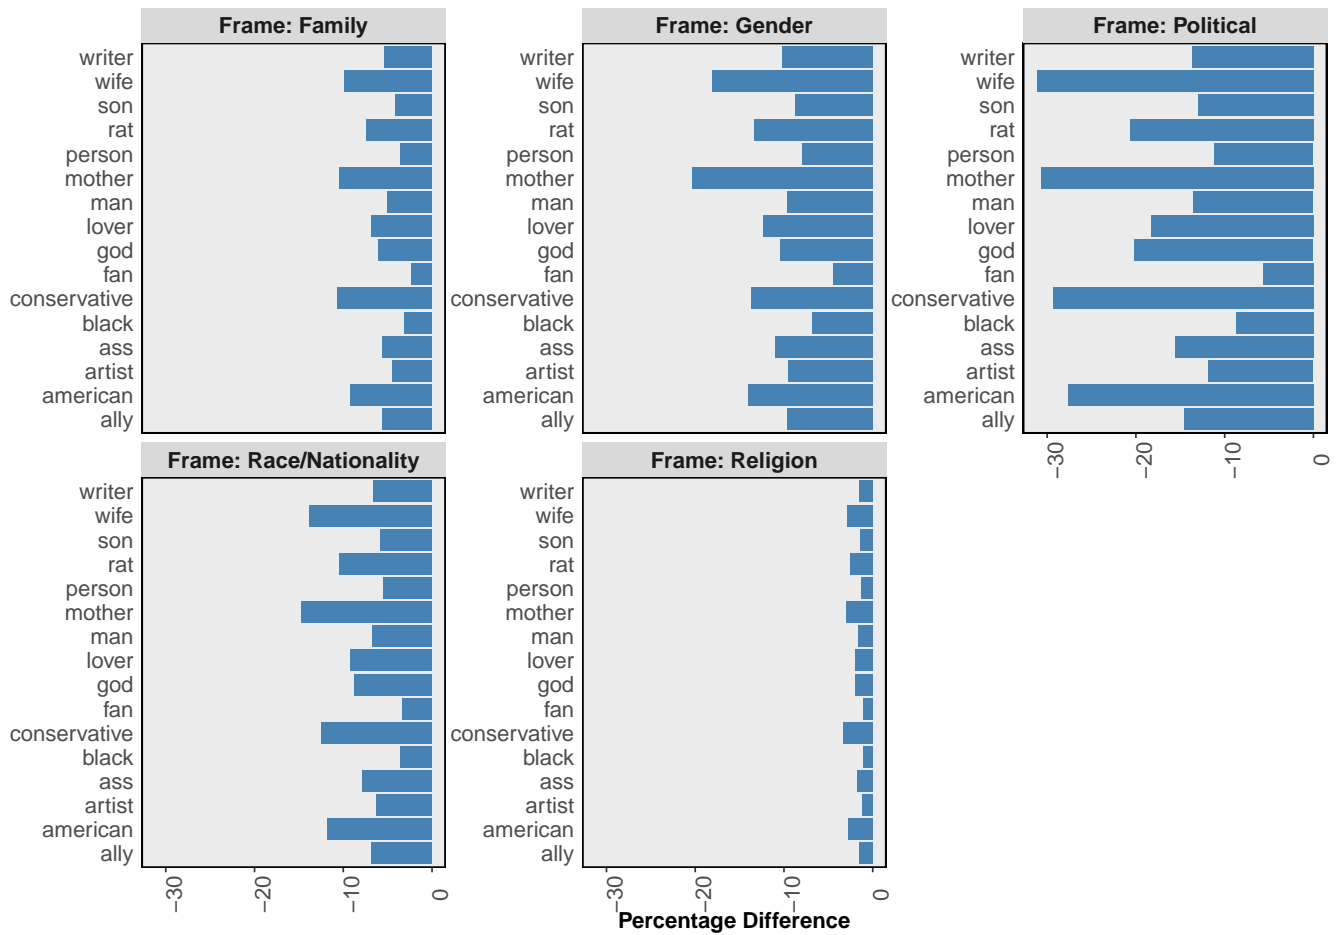 Frame: Family
writer
wife
son
rat
person
mother
man
lover
god
fan
conservative
black
ass
artist
american
ally
Frame: Gender
writer
wife
son
rat
person
mother
man
lover
god
fan
conservative
black
ass
artist
american
ally
Frame: Political
writer
wife
son
rat
person
mother
man
lover
god
fan
conservative
black
ass
artist
american
ally
−30
−20
−10
0
Frame: Race/Nationality
writer
wife
son
rat
person
mother
man
lover
god
fan
conservative
black
ass
artist
american
ally
−30
−20
−10
0
Frame: Religion
writer
wife
son
rat
person
mother
man
lover
god
fan
conservative
black
ass
artist
american
ally
−30
−20
−10
0
Percentage Difference